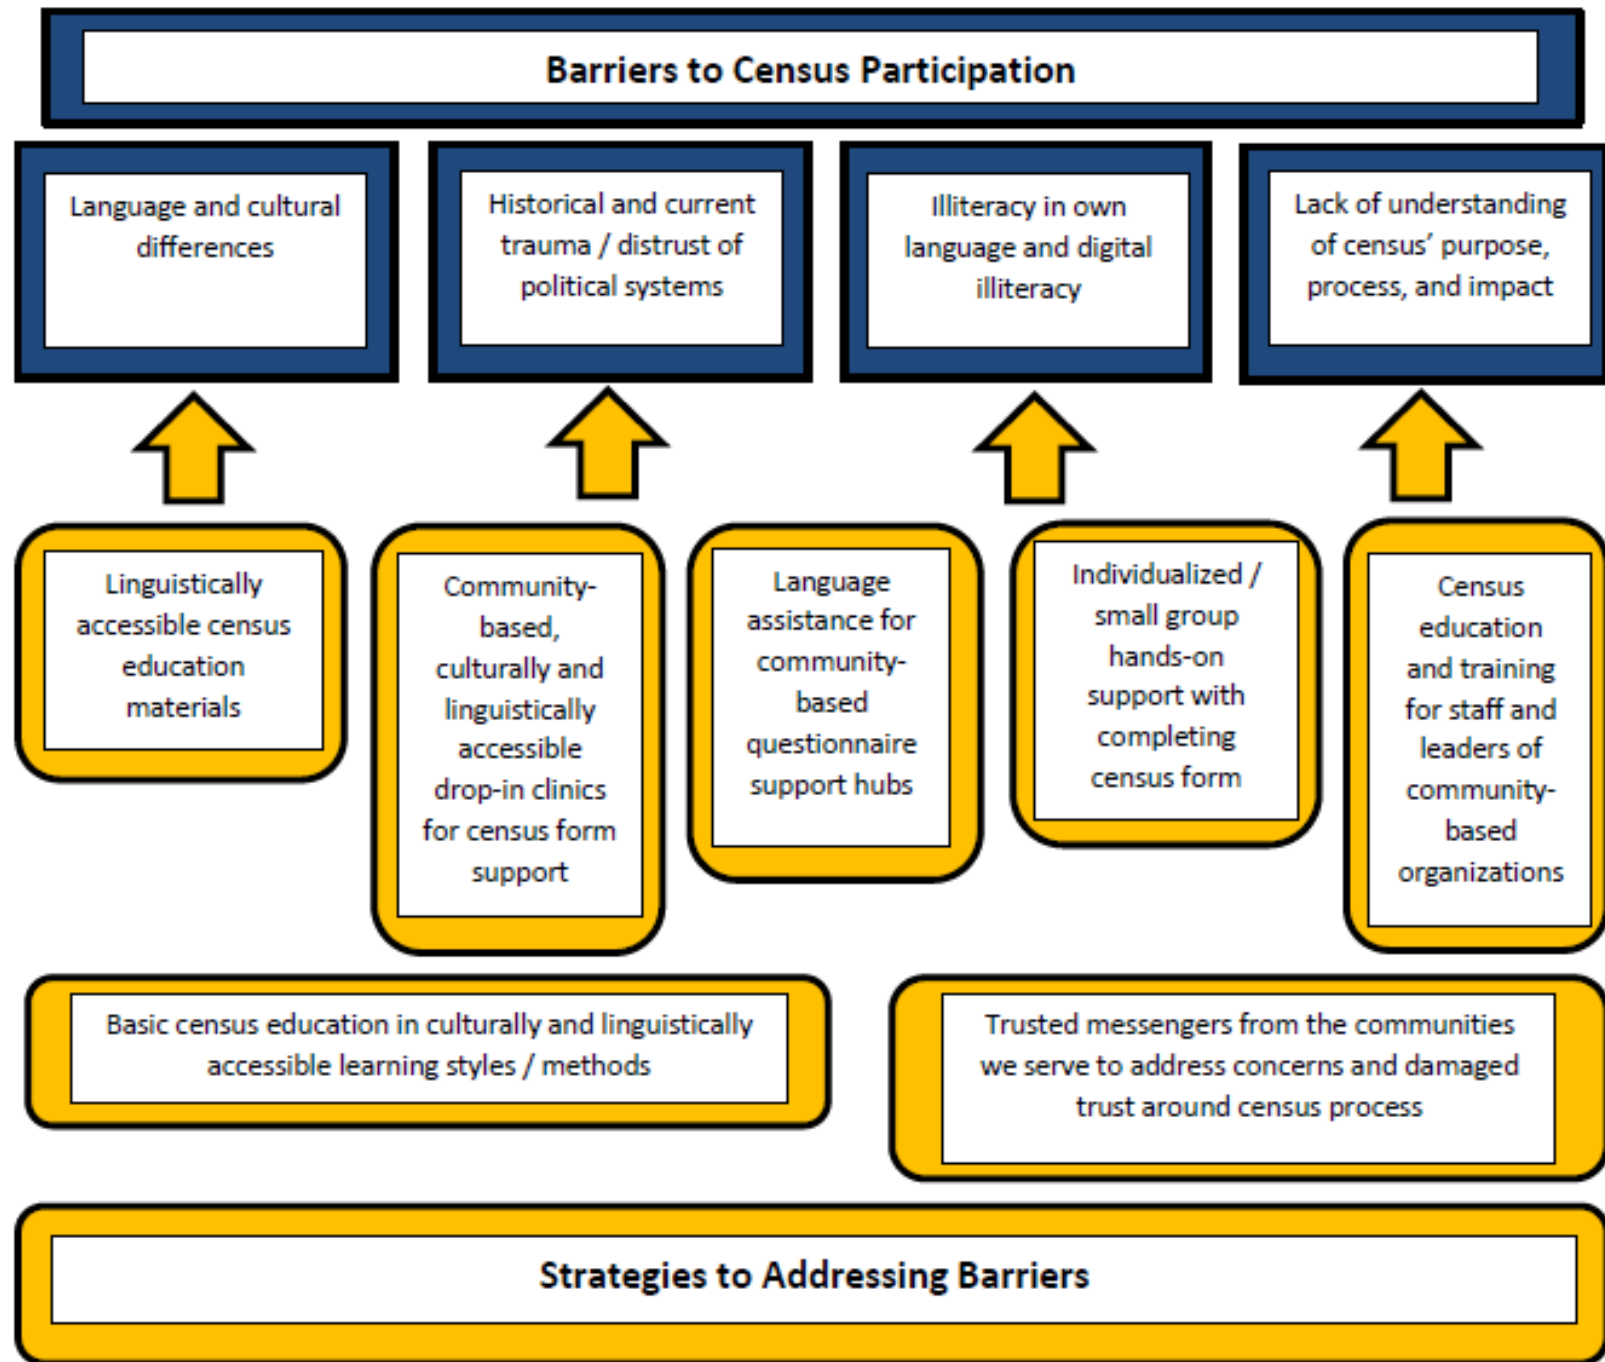 Barriers to Census Participation
Language and cultural
differences
Historical and current
trauma / distrust of
political systems
Illiteracy in own
language and digital
illiteracy
Lack of understanding
of census’ purpose,
process, and impact
Linguistically
accessible census
education
materials
Community-
based,
culturally and
linguistically
accessible
drop-in clinics
for census form
support
Language
assistance for
community-
based
questionnaire
support hubs
Individualized /
small group
hands-on
support with
completing
census form
Census
education
and training
for staff and
leaders of
community-
based
organizations
Basic census education in culturally and linguistically
accessible learning styles / methods
Trusted messengers from the communities
we serve to address concerns and damaged
trust around census process
Strategies to Addressing Barriers